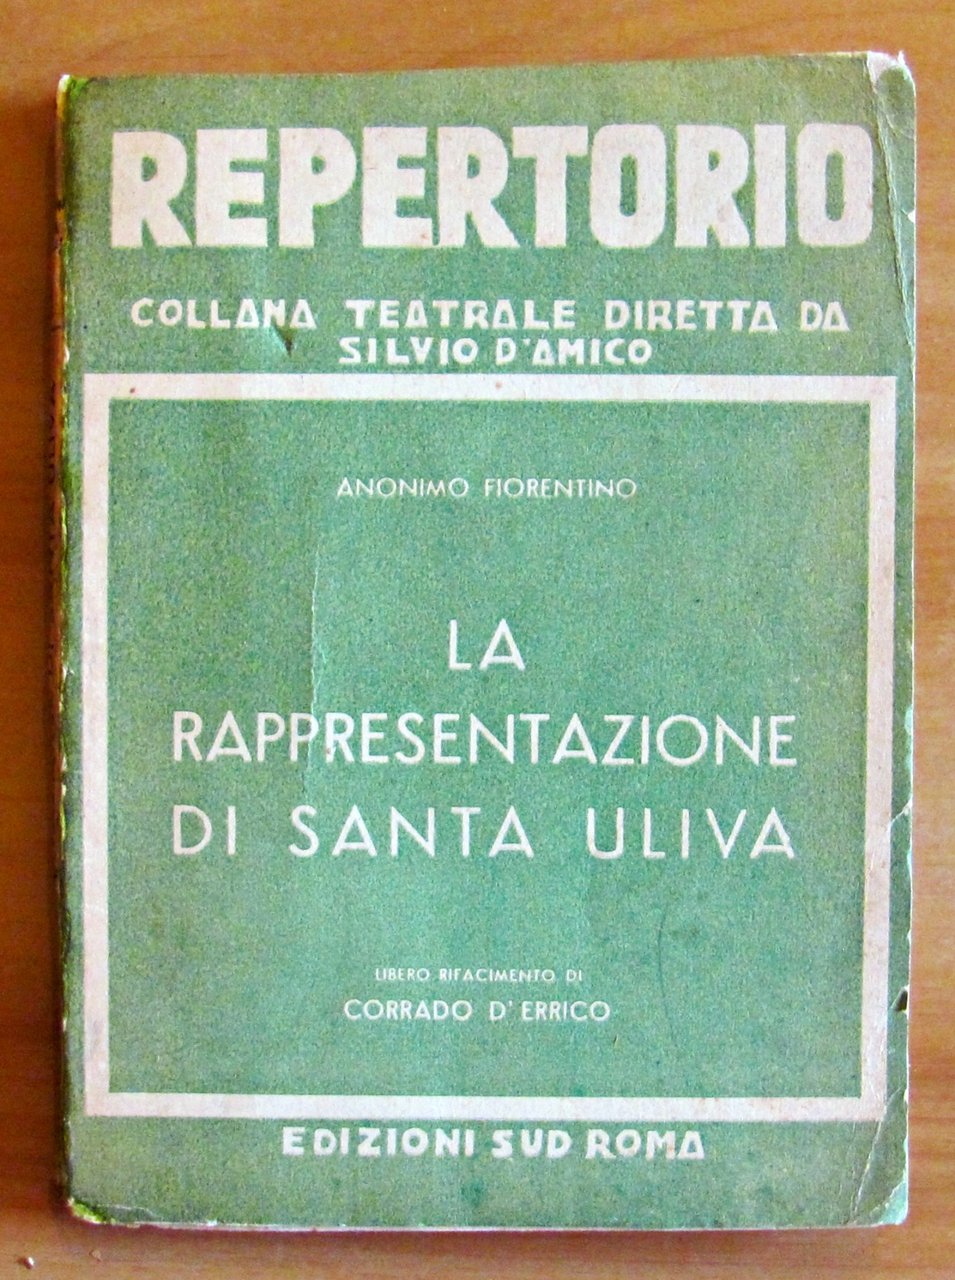 REPERTORIO
COLLANA TEATRALE DIRETTA DA
SILVIO D'AMICO
ANONIMO FIORENTINO
LA
RAPPRESENTAZIONE
DI SANTA ULIVA
LIBERO RIFACIMENTO DI
CORRADO D'ERRICO
EDIZIONI SUD ROMA